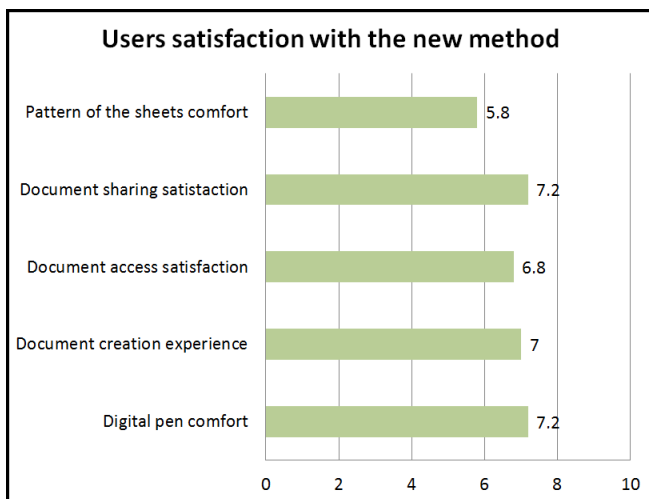 Users satisfaction with the new method
Pattern of the sheets comfort
5.8
Document sharing satistaction
7.2
Document access satisfaction
6.8
Document creation experience
7
Digital pen comfort
7.2
0 2 4 6 8 10